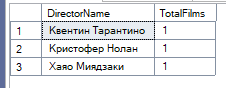 DirectorName TotalFilms
1 Квентин Тарантино 1
2 Кристофер Нолан 1
3 Хаяо Миядзаки 1